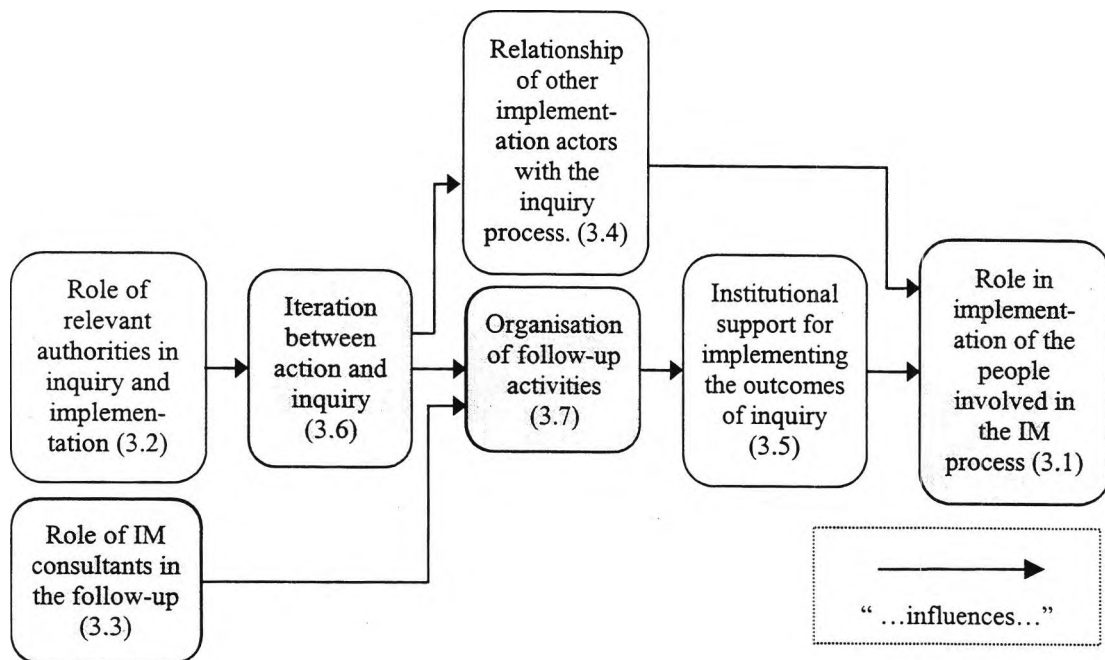 Relationship
of other
implement-
ation actors
with the
inquiry
process. (3.4)
Role of
relevant
authorities in
inquiry and
implemen-
tation (3.2)
Iteration
between
action and
inquiry
(3.6)
Organisation
of follow-up
activities
(3.7)
Institutional
support for
implementing
the outcomes
of inquiry
(3.5)
Role in
implement-
ation of the
people
involved in
the IM
process (3.1)
Role of IM
consultants in
the follow-up
(3.3)
“ ...influences...”